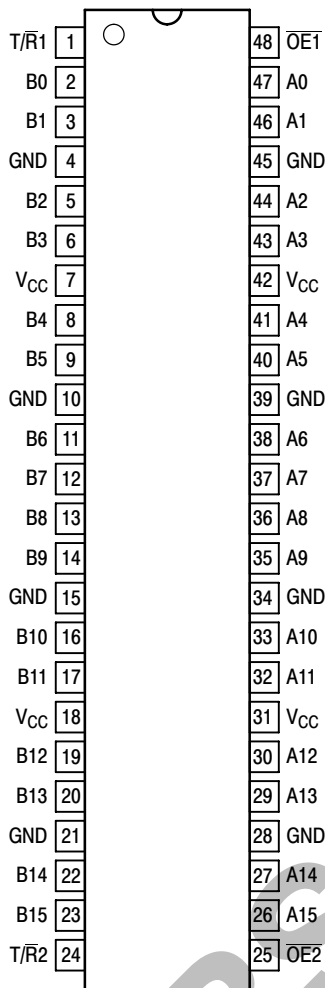 T/R̅1 1 48 O̅E̅1̅
B0 2 47 A0
B1 3 46 A1
GND 4 45 GND
B2 5 44 A2
B3 6 43 A3
VCC 7 42 VCC
B4 8 41 A4
B5 9 40 A5
GND 10 39 GND
B6 11 38 A6
B7 12 37 A7
B8 13 36 A8
B9 14 35 A9
GND 15 34 GND
B10 16 33 A10
B11 17 32 A11
VCC 18 31 VCC
B12 19 30 A12
B13 20 29 A13
GND 21 28 GND
B14 22 27 A14
B15 23 26 A15
T/R̅2 24 25 O̅E̅2̅